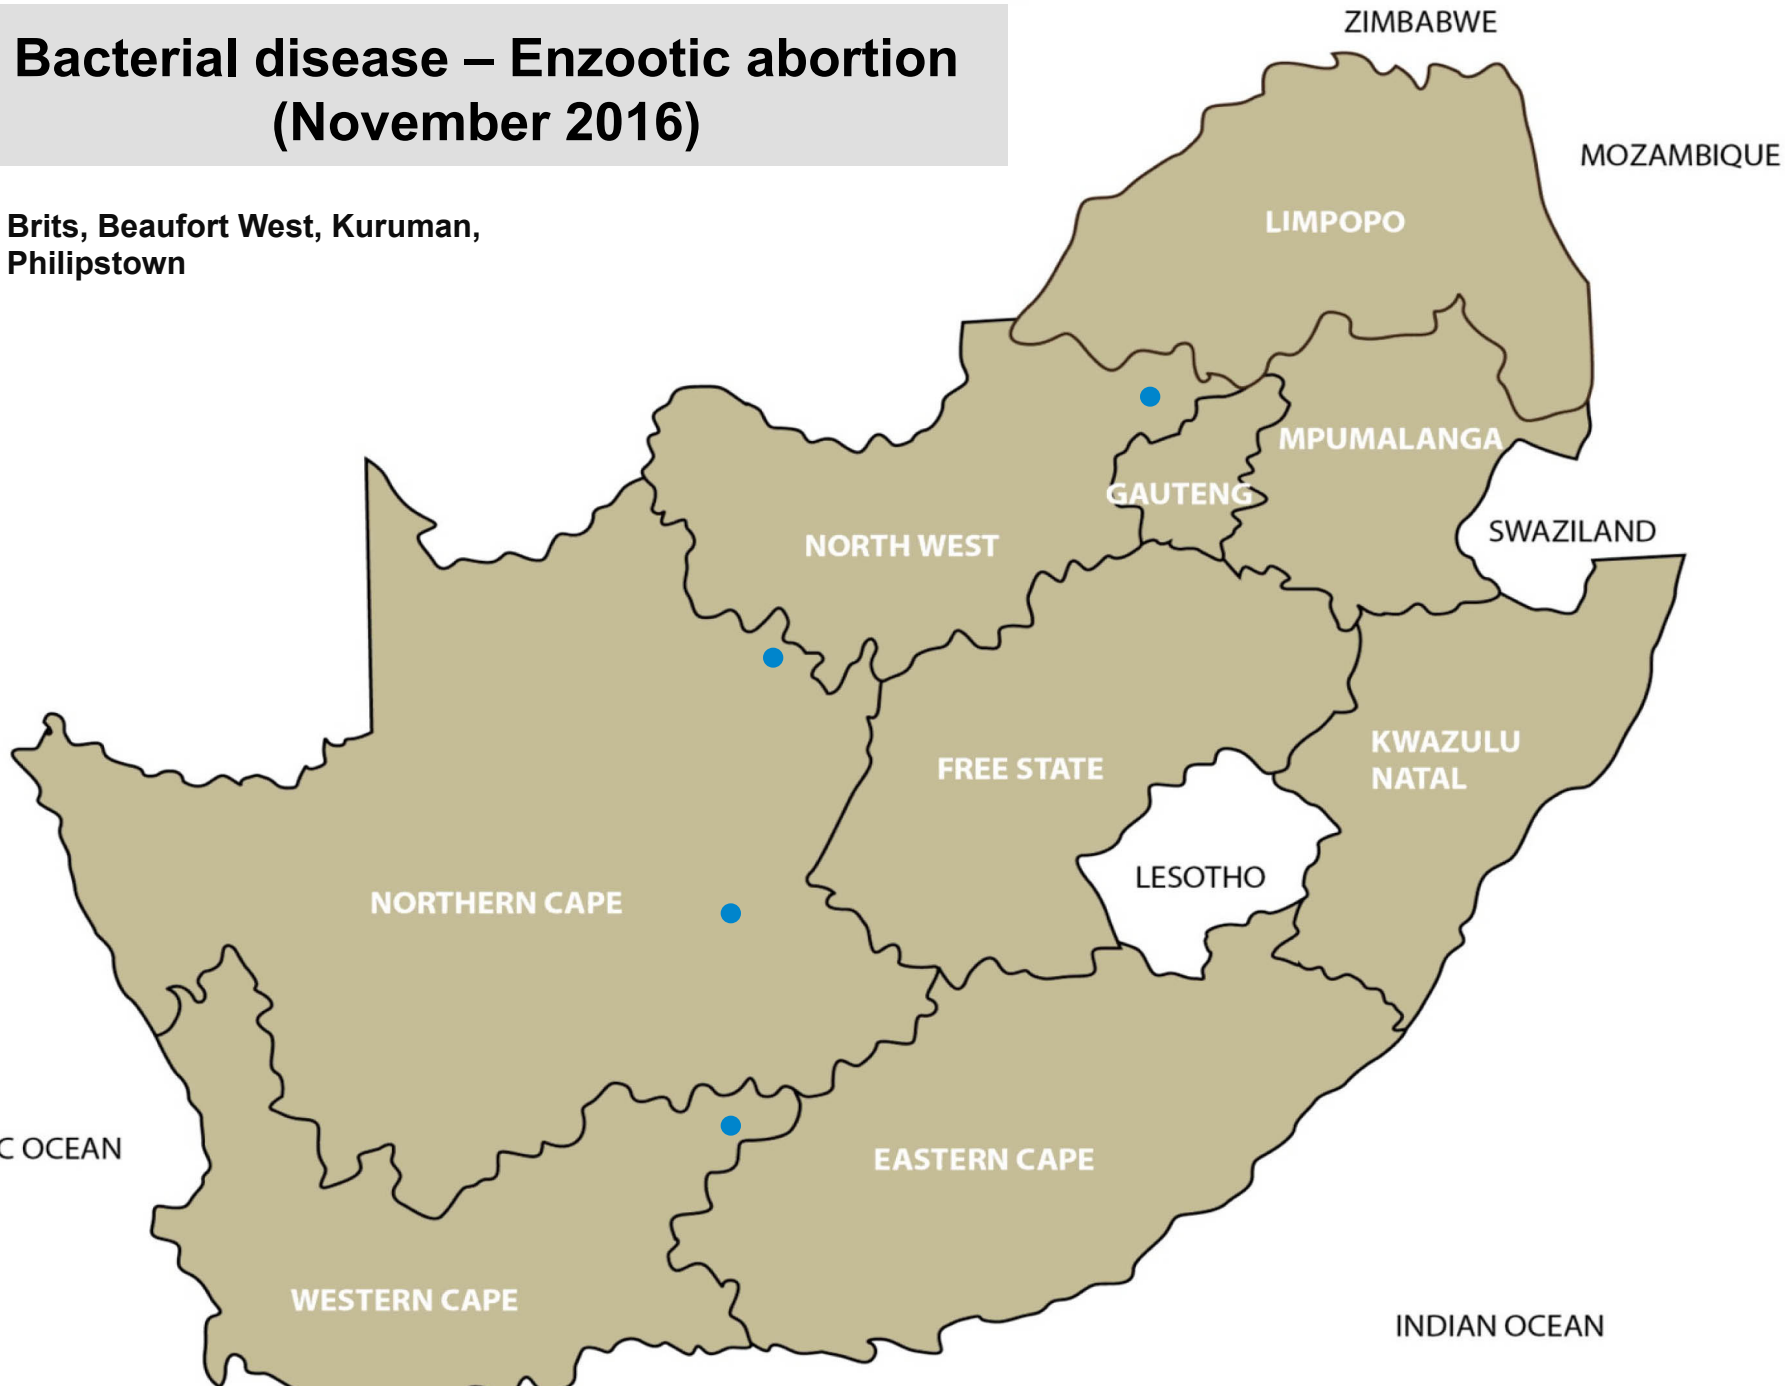 Bacterial disease – Enzootic abortion
(November 2016)
Brits, Beaufort West, Kuruman,
Philipstown
ZIMBABWE
MOZAMBIQUE
LIMPOPO
MPUMALANGA
GAUTENG
SWAZILAND
NORTH WEST
KWAZULU
NATAL
FREE STATE
LESOTHO
NORTHERN CAPE
C OCEAN
EASTERN CAPE
WESTERN CAPE
INDIAN OCEAN